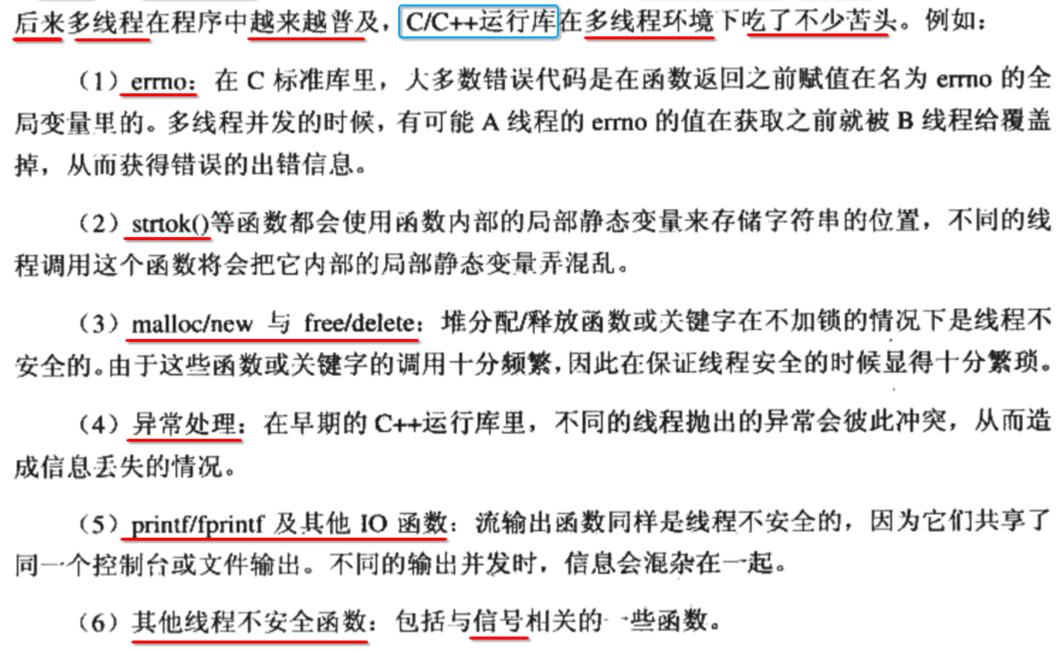 后来多线程在程序中越来越普及，C/C++运行库在多线程环境下吃了不少苦头。例如：
（1）errno：在 C 标准库里，大多数错误代码是在函数返回之前赋值在名为 errno 的全
局变量里的。多线程并发的时候，有可能 A 线程的 errno 的值在获取之前就被 B 线程给覆盖
掉，从而获得错误的出错信息。
（2）strtok()等函数都会使用函数内部的局部静态变量来存储字符串的位置，不同的线
程调用这个函数将会把它内部的局部静态变量弄混乱。
（3）malloc/new 与 free/delete：堆分配/释放函数或关键字在不加锁的情况下是线程不
安全的。由于这些函数或关键字的调用十分频繁，因此在保证线程安全的时候显得十分繁琐。
（4）异常处理：在早期的 C++运行库里，不同的线程抛出的异常会彼此冲突，从而造
成信息丢失的情况。
（5）printf/fprintf 及其他 IO 函数：流输出函数同样是线程不安全的，因为它们共享了
同一个控制台或文件输出。不同的输出并发时，信息会混杂在一起。
（6）其他线程不安全函数：包括与信号相关的一些函数。